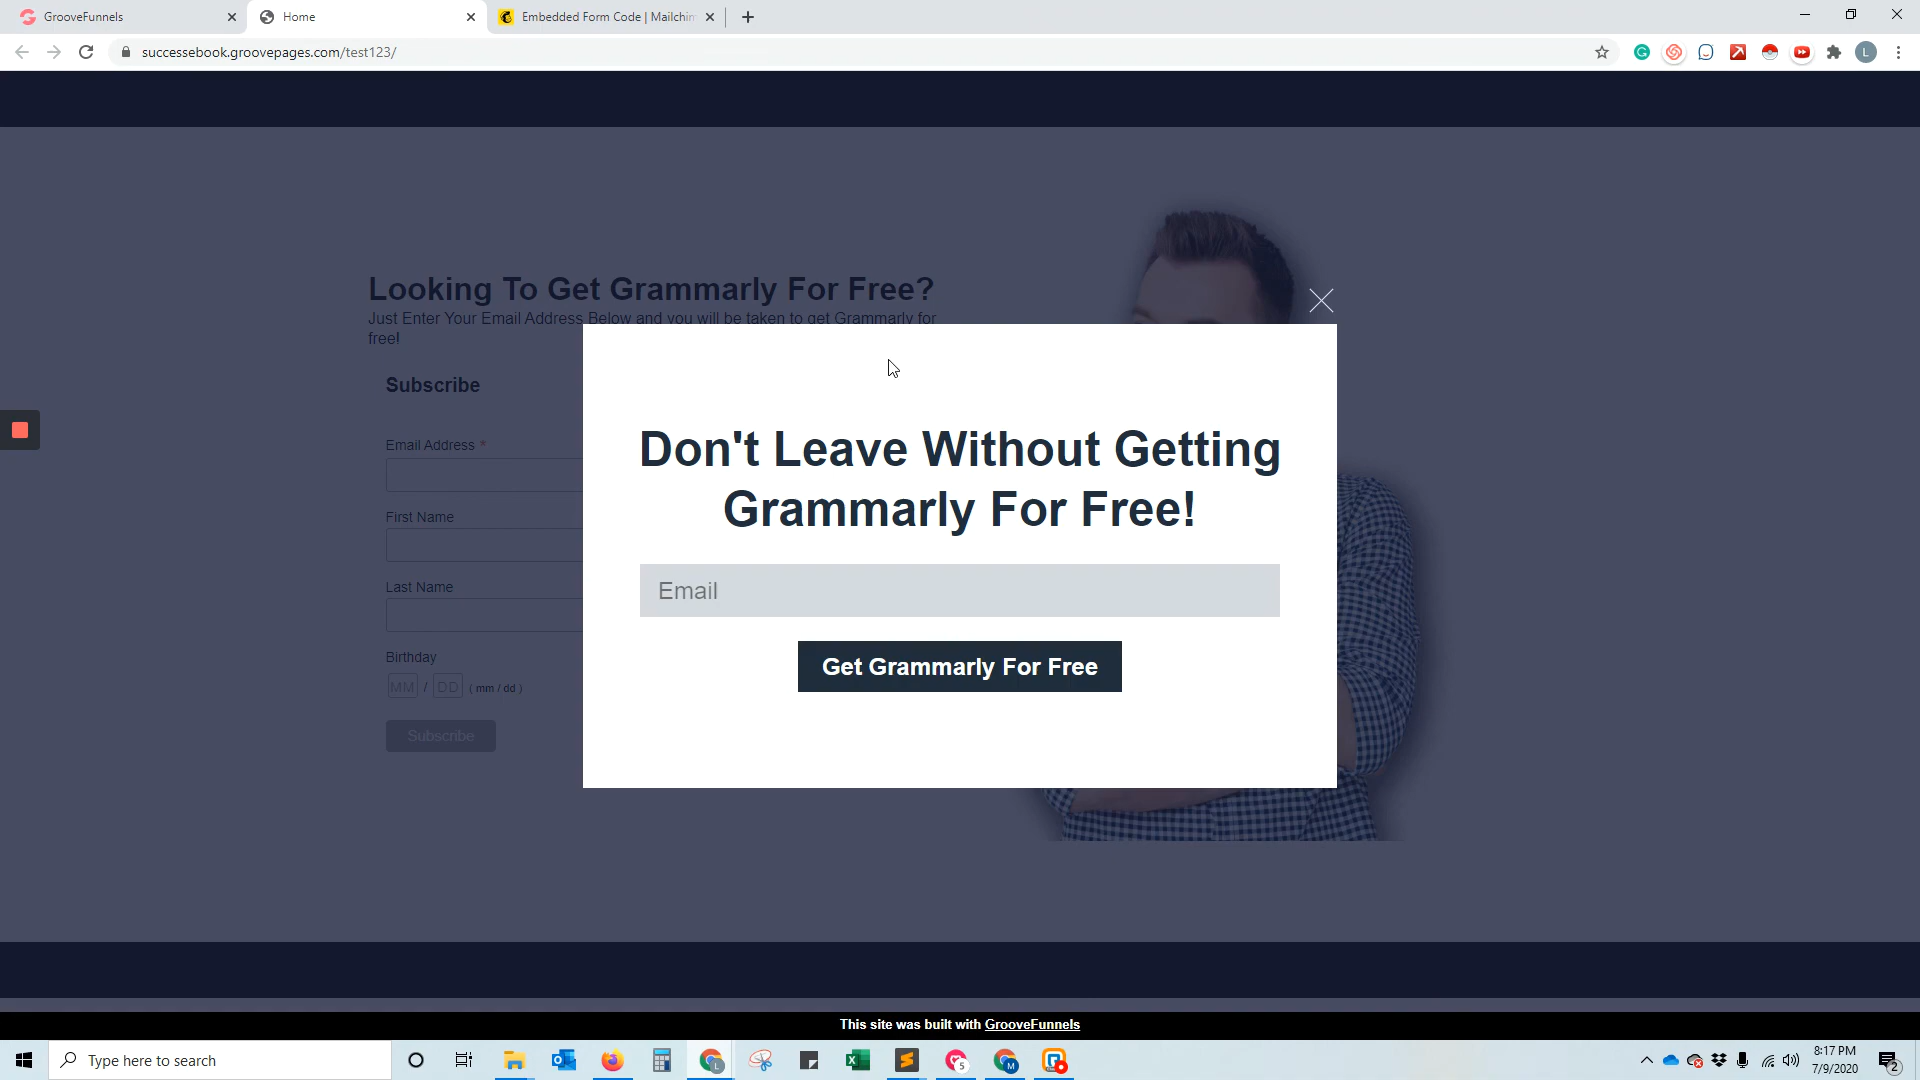 GrooveFunnels
Home
Embedded Form Code | Mailchim
successebook.groovepages.com/test123/
L
Looking To Get Grammarly For Free?
Just Enter Your Email Address Below and you will be taken to get Grammarly for
free!
Subscribe
Email Address *
First Name
Last Name
Birthday
MM / DD ( mm / dd )
Subscribe
Don't Leave Without Getting
Grammarly For Free!
Email
Get Grammarly For Free
This site was built with GrooveFunnels
Type here to search
L
5
M
8:17 PM
7/9/2020
2